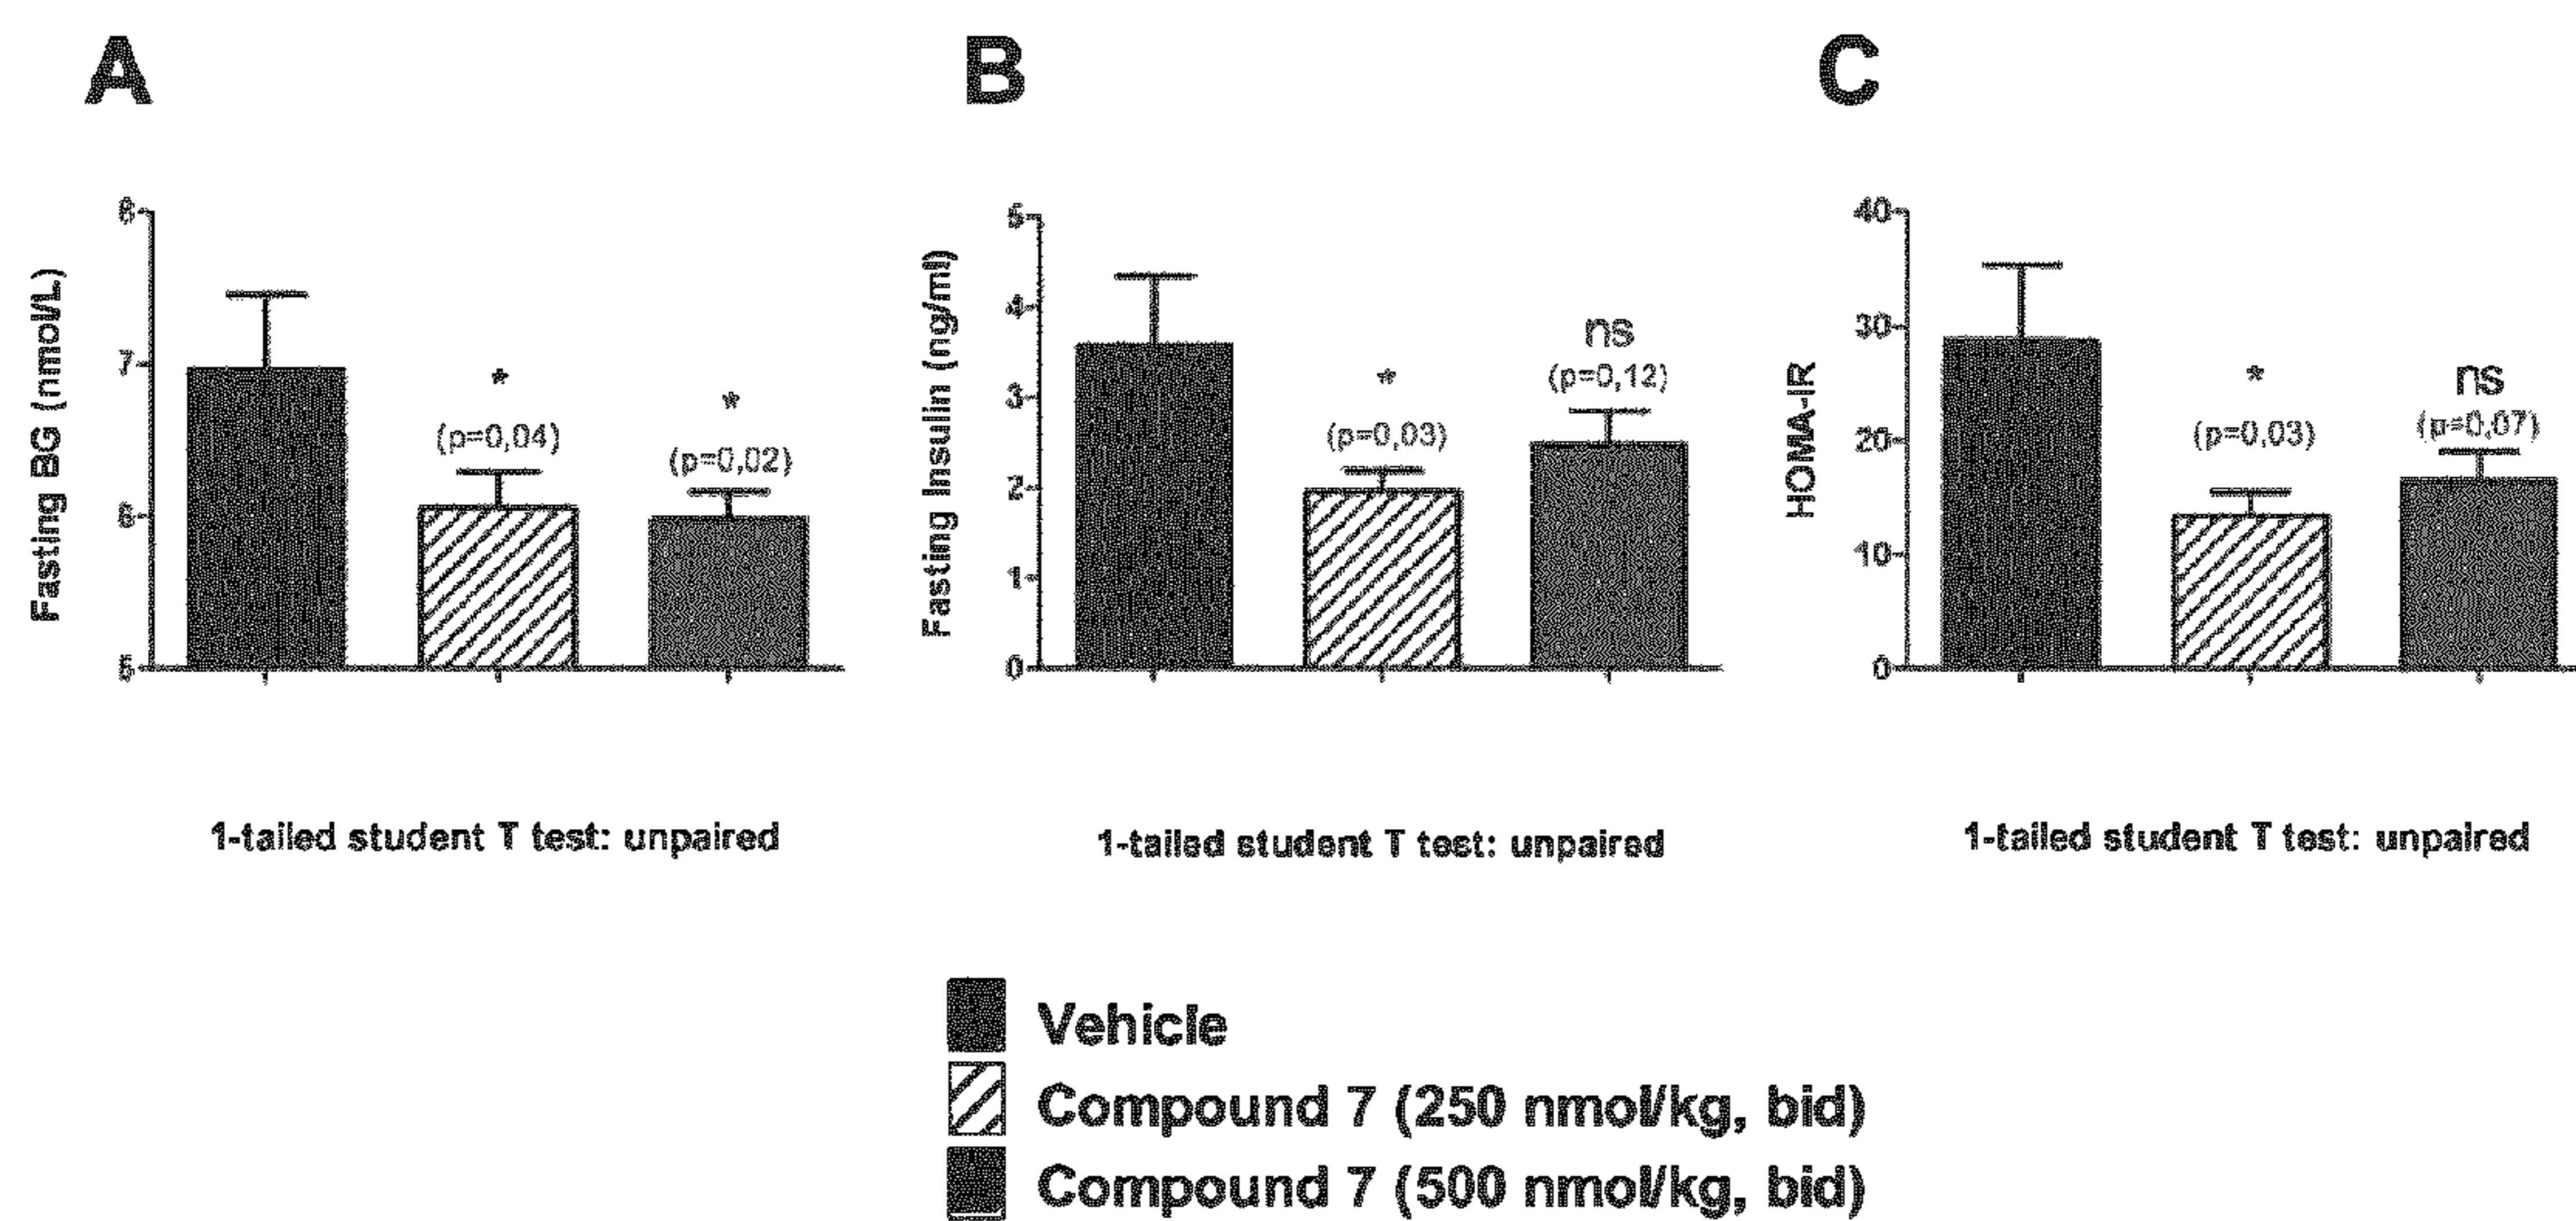 A
B
C
Fasting BG (nmol/L)
8
7
6
5
*
(p=0,04)
*
(p=0,02)
1-tailed student T test: unpaired
Fasting Insulin (ng/ml)
5
4
3
2
1
0
*
(p=0,03)
ns
(p=0,12)
1-tailed student T test: unpaired
HOMA-IR
40
30
20
10
0
*
(p=0,03)
ns
(p=0,07)
1-tailed student T test: unpaired
Vehicle
Compound 7 (250 nmol/kg, bid)
Compound 7 (500 nmol/kg, bid)